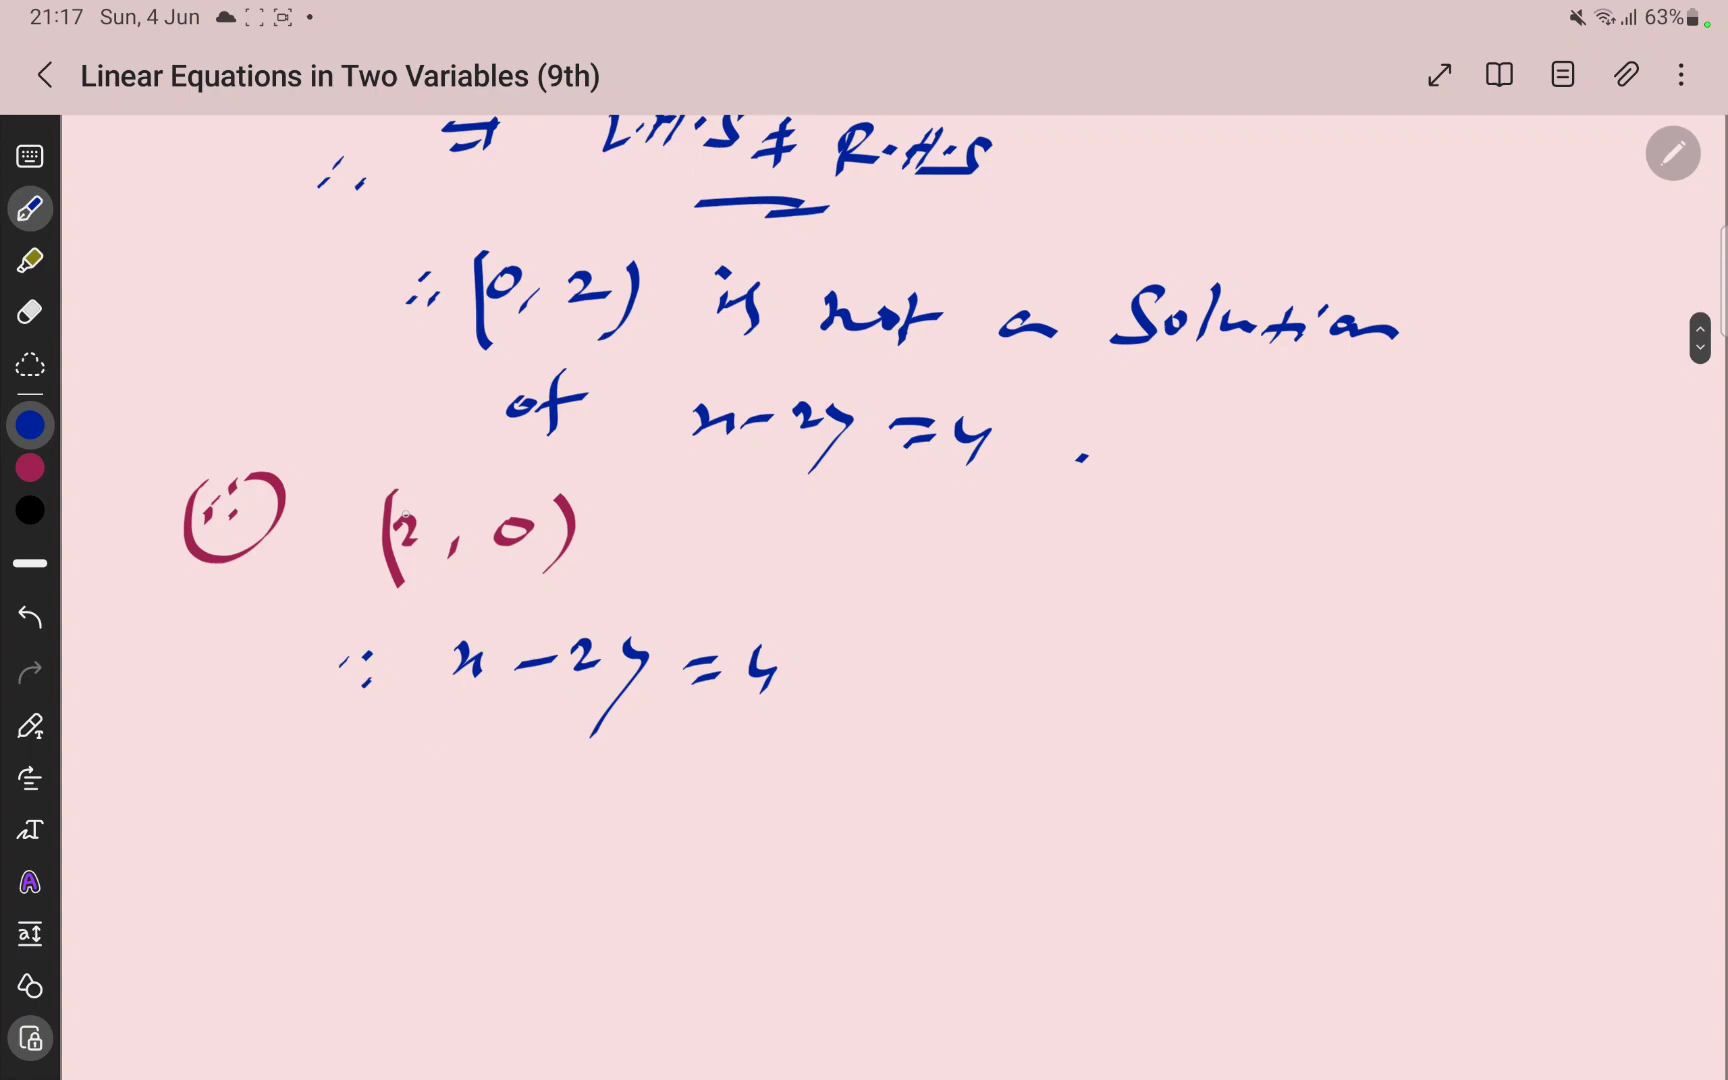 21:17 Sun, 4 Jun 63%
Linear Equations in Two Variables (9th)
⇒ L.H.S ≠ R.H.S
∴
∴ (0, 2) is not a Solution
of x - 2y = 4 .
(ii) (2, 0)
∵ x - 2y = 4